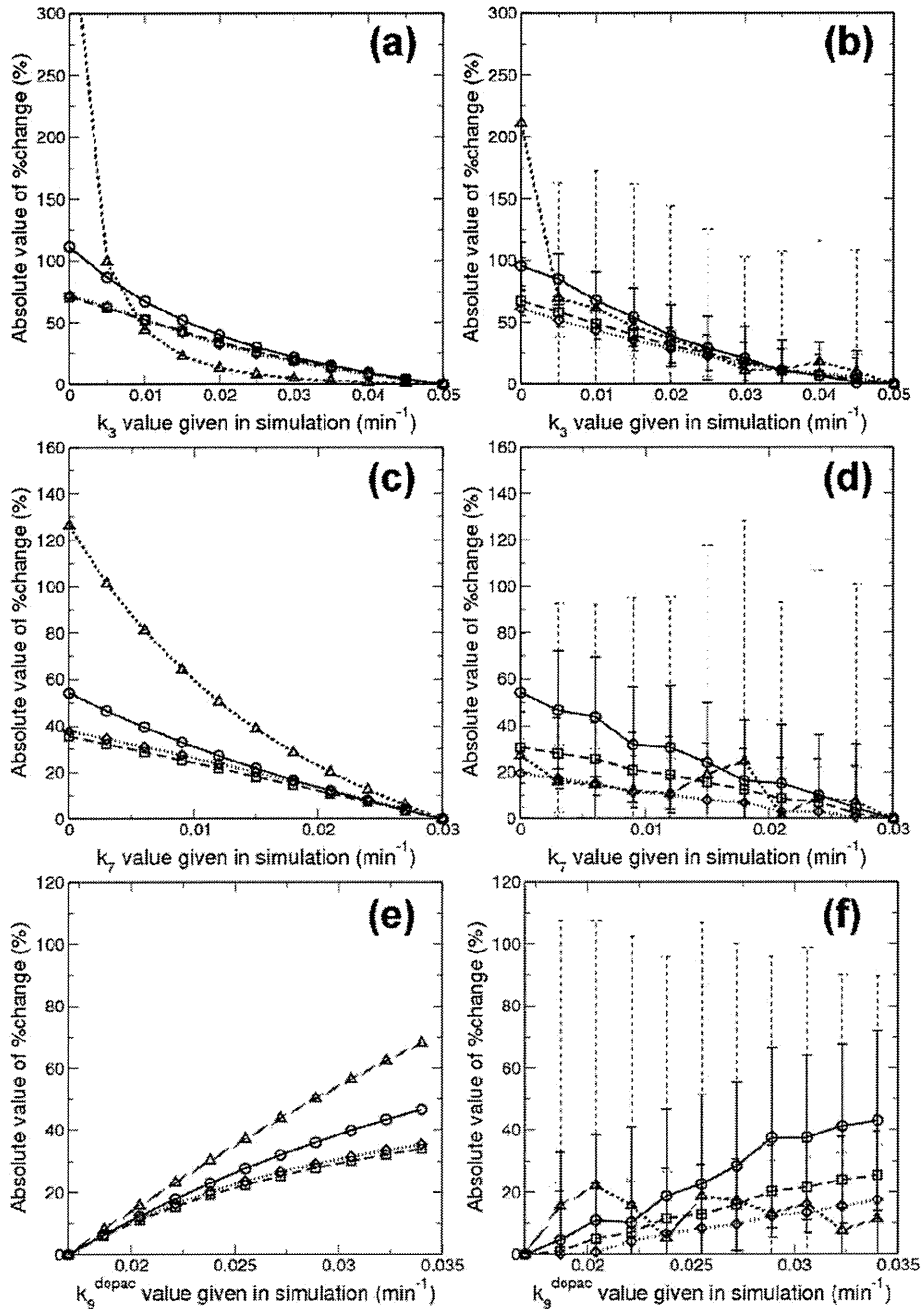 (a)
Absolute value of %change (%)
300
250
200
150
100
50
0
0 0.01 0.02 0.03 0.04 0.05
k3 value given in simulation (min-1)
(b)
Absolute value of %change (%)
300
250
200
150
100
50
0
0 0.01 0.02 0.03 0.04 0.05
k3 value given in simulation (min-1)
(c)
Absolute value of %change (%)
160
140
120
100
80
60
40
20
0
0 0.01 0.02 0.03
k7 value given in simulation (min-1)
(d)
Absolute value of %change (%)
160
140
120
100
80
60
40
20
0
0 0.01 0.02 0.03
k7 value given in simulation (min-1)
(e)
Absolute value of %change (%)
120
100
80
60
40
20
0
0.02 0.025 0.03 0.035
k9dopac value given in simulation (min-1)
(f)
Absolute value of %change (%)
120
100
80
60
40
20
0
0.02 0.025 0.03 0.035
k9dopac value given in simulation (min-1)